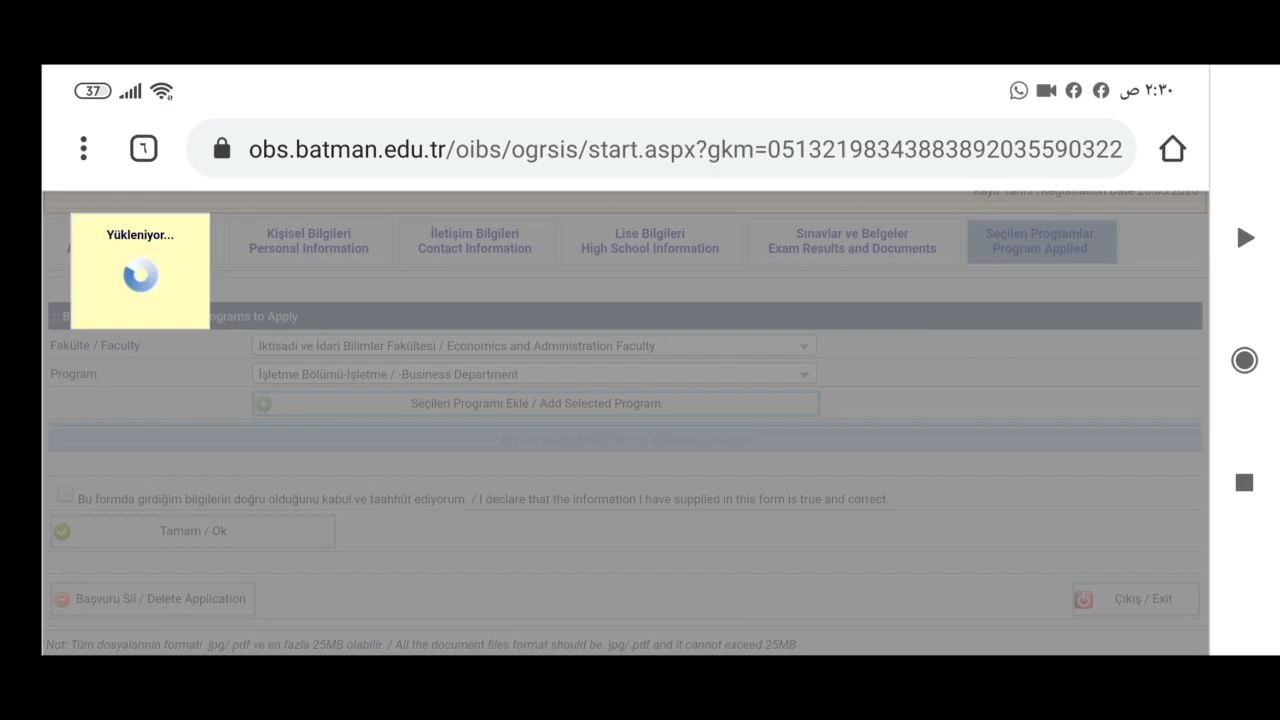 37
٢:٣٠ ص
٦
obs.batman.edu.tr/oibs/ogrsis/start.aspx?gkm=05132198343883892035590322
Kayıt Tarihi / Registration Date
Yükleniyor...
Kişisel Bilgileri
Personal Information
İletişim Bilgileri
Contact Information
Lise Bilgileri
High School Information
Sınavlar ve Belgeler
Exam Results and Documents
Seçilen Programlar
Program Applied
.:: B
ograms to Apply
Fakülte / Faculty
İktisadi ve İdari Bilimler Fakültesi / Economics and Administration Faculty
Program
İşletme Bölümü-İşletme / -Business Department
Seçilen Programı Ekle / Add Selected Program
Bu formda girdiğim bilgilerin doğru olduğunu kabul ve taahhüt ediyorum. / I declare that the information I have supplied in this form is true and correct.
Tamam / Ok
Başvuru Sil / Delete Application
Çıkış / Exit
Not: Tüm dosyalarının formatı .jpg/ pdf ve en fazla 25MB olabilir. / All the document files format should be .jpg/ pdf and it cannot exceed 25MB